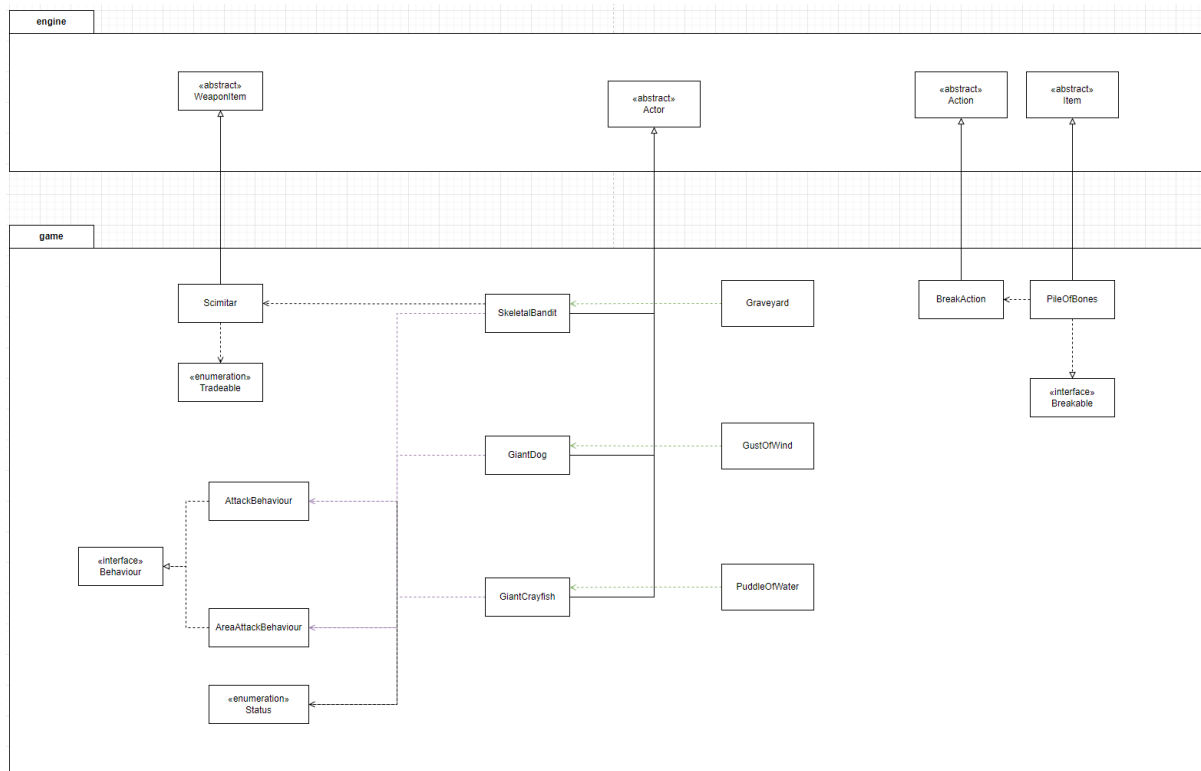 engine
«abstract»
WeaponItem
«abstract»
Actor
«abstract»
Action
«abstract»
Item
game
Scimitar
SkeletalBandit
Graveyard
BreakAction
PileOfBones
«enumeration»
Tradeable
«interface»
Breakable
GiantDog
GustOfWind
AttackBehaviour
«interface»
Behaviour
GiantCrayfish
PuddleOfWater
AreaAttackBehaviour
«enumeration»
Status